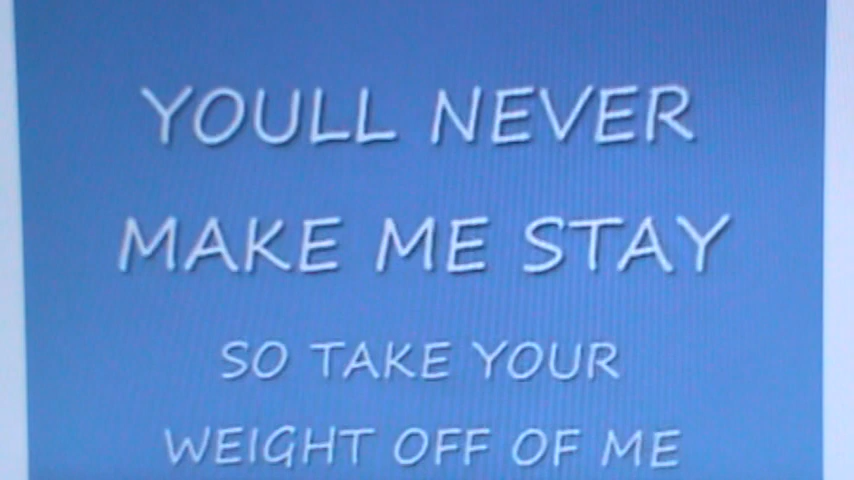 YOULL NEVER
MAKE ME STAY
SO TAKE YOUR
WEIGHT OFF OF ME